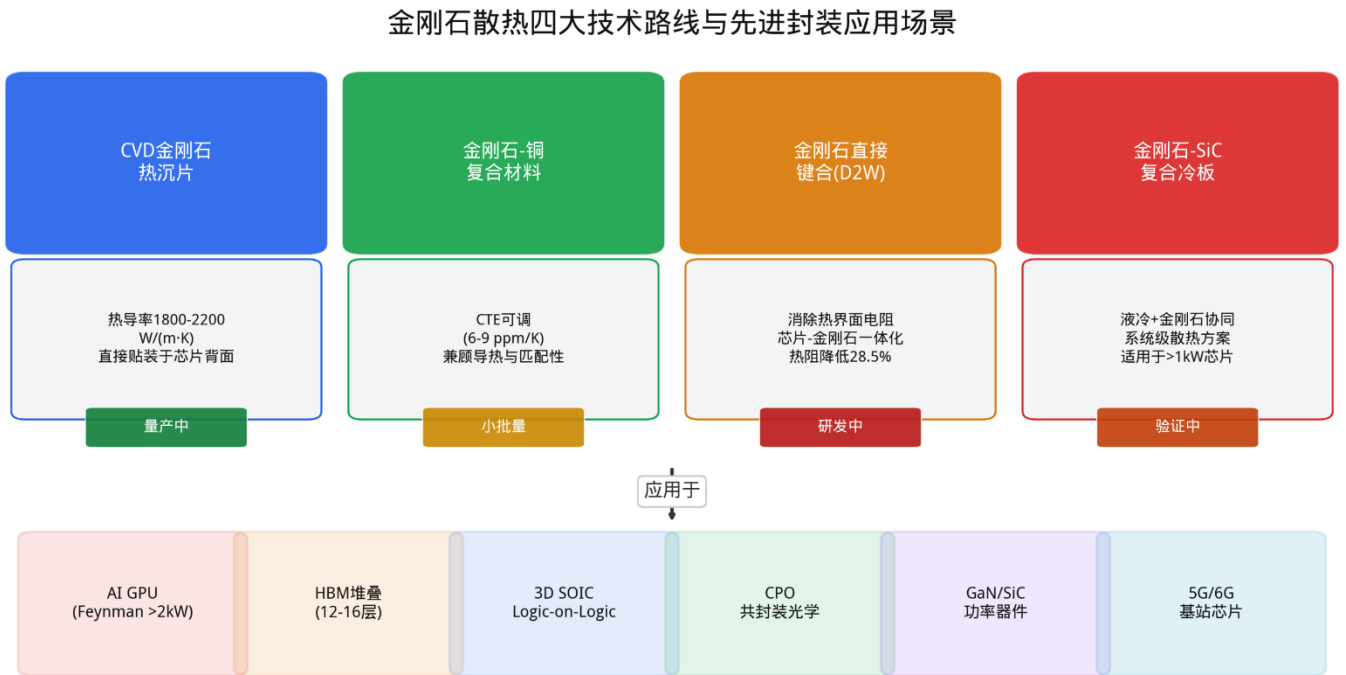 金刚石散热四大技术路线与先进封装应用场景
CVD金刚石
热沉片
金刚石-铜
复合材料
金刚石直接
键合(D2W)
金刚石-SiC
复合冷板
热导率1800-2200
W/(m·K)
直接贴装于芯片背面
CTE可调
(6-9 ppm/K)
兼顾导热与匹配性
消除热界面电阻
芯片-金刚石一体化
热阻降低28.5%
液冷+金刚石协同
系统级散热方案
适用于>1kW芯片
量产中
小批量
研发中
验证中
应用于
AI GPU
(Feynman >2kW)
HBM堆叠
(12-16层)
3D SOIC
Logic-on-Logic
CPO
共封装光学
GaN/SiC
功率器件
5G/6G
基站芯片